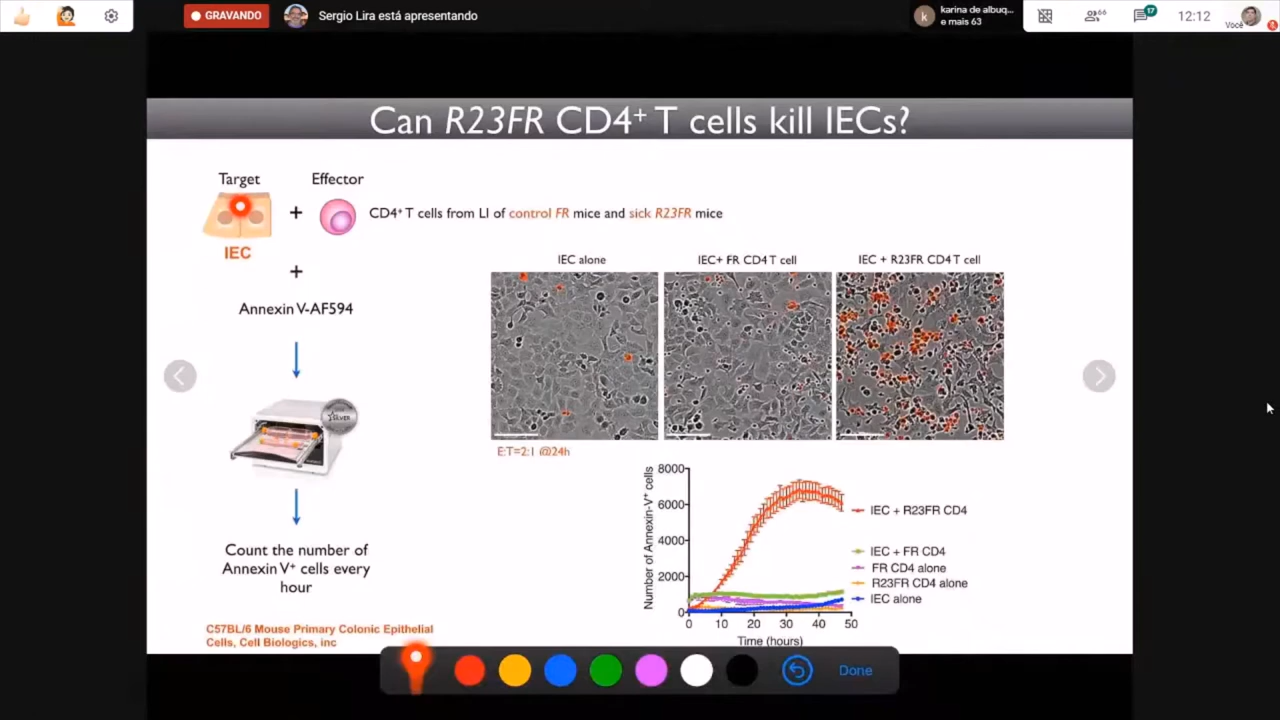 GRAVANDO
Sergio Lira está apresentando
karina de albuq...
e mais 63
66
17
12:12
Você
Can R23FR CD4⁺ T cells kill IECs?
Target
Effector
+
CD4⁺ T cells from LI of control FR mice and sick R23FR mice
IEC
+
Annexin V-AF594
SILVER
Count the number of
Annexin V⁺ cells every
hour
C57BL/6 Mouse Primary Colonic Epithelial
Cells, Cell Biologics, inc
IEC alone
IEC+ FR CD4 T cell
IEC + R23FR CD4 T cell
E:T=2:1 @24h
Number of Annexin-V⁺ cells
8000
6000
4000
2000
0
0 10 20 30 40 50
Time (hours)
IEC + R23FR CD4
IEC + FR CD4
FR CD4 alone
R23FR CD4 alone
IEC alone
Done